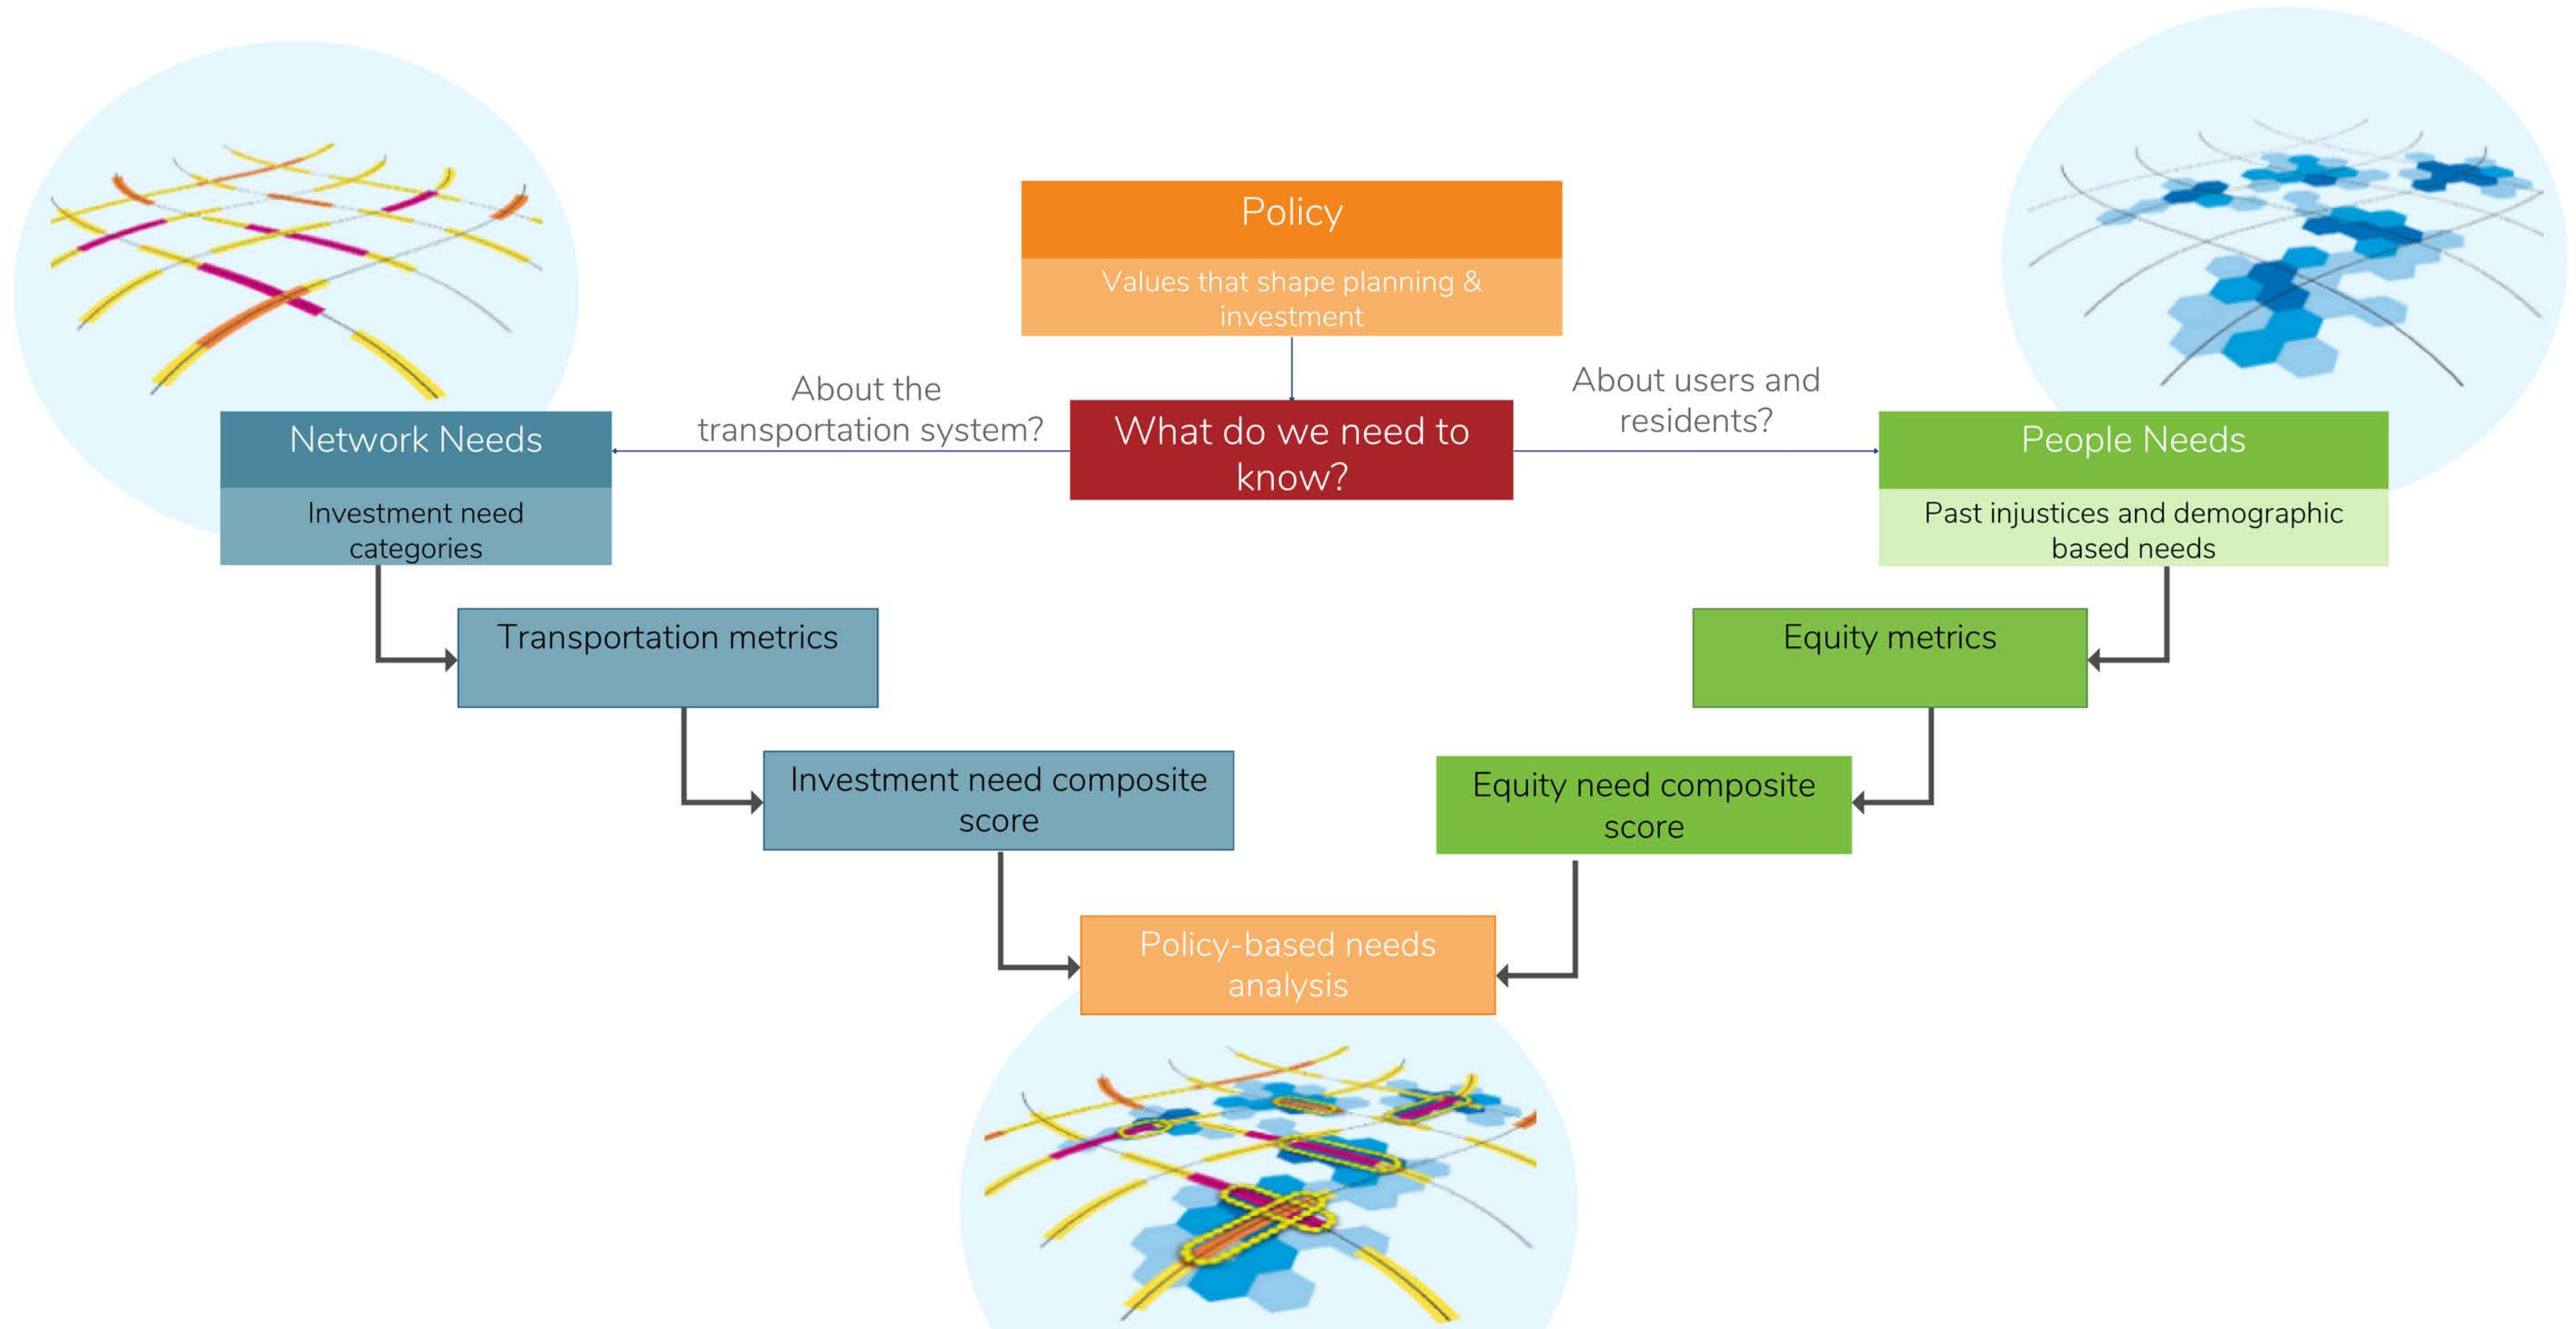 Policy
Values that shape planning &
investment
About the
transportation system?
What do we need to
know?
About users and
residents?
Network Needs
Investment need
categories
People Needs
Past injustices and demographic
based needs
Transportation metrics
Equity metrics
Investment need composite
score
Equity need composite
score
Policy-based needs
analysis